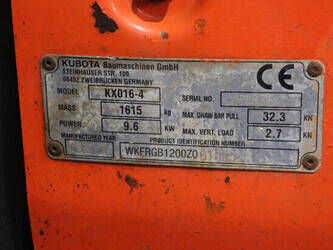 KUBOTA Baumaschinen GmbH
STEINHAUSER STR. 100
66482 ZWEIBRÜCKEN GERMANY
CE
MODEL KX016-4 SERIAL NO.
MASS 1615 kg MAX. DRAW BAR PULL 32.3 KN
POWER 9.6 KW MAX. VERT. LOAD 2.7 KN
MANUFACTURED YEAR PRODUCT IDENTIFICATION NUMBER
WKFRGB1200Z0